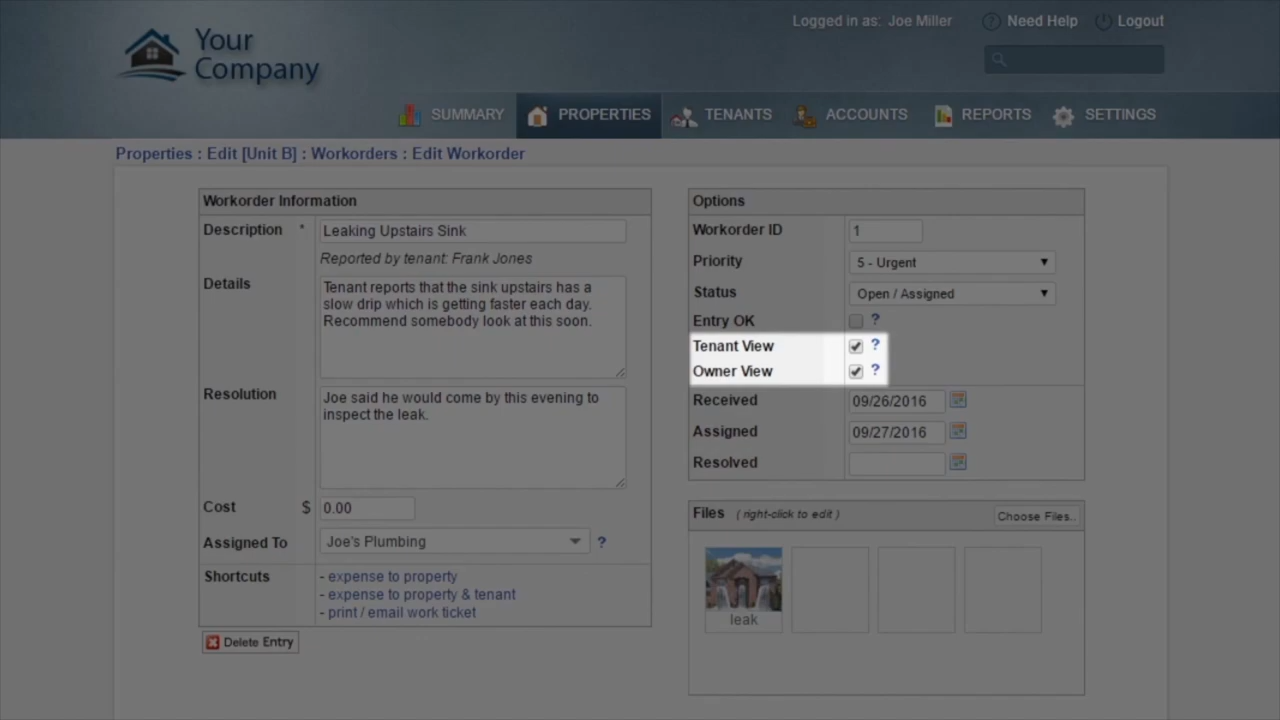 Your
Company
Logged in as: Joe Miller
Need Help
Logout
SUMMARY
PROPERTIES
TENANTS
ACCOUNTS
REPORTS
SETTINGS
Properties : Edit [Unit B] : Workorders : Edit Workorder
Workorder Information
Description * Leaking Upstairs Sink
Reported by tenant: Frank Jones
Details
Tenant reports that the sink upstairs has a
slow drip which is getting faster each day.
Recommend somebody look at this soon.
Resolution
Joe said he would come by this evening to
inspect the leak.
Cost $ 0.00
Assigned To Joe's Plumbing ?
Shortcuts
- expense to property
- expense to property & tenant
- print / email work ticket
Delete Entry
Options
Workorder ID 1
Priority 5 - Urgent
Status Open / Assigned
Entry OK ?
Tenant View ?
Owner View ?
Received 09/26/2016
Assigned 09/27/2016
Resolved
Files ( right-click to edit )
Choose Files..
leak